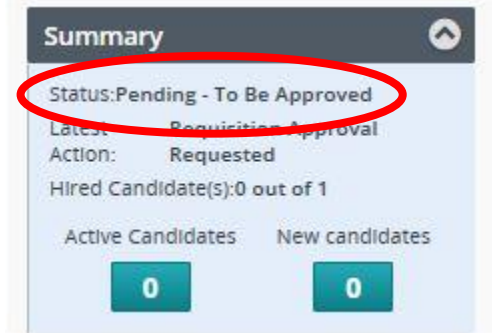 Summary
Status:Pending - To Be Approved
Latest Requisition Approval
Action: Requested
Hired Candidate(s):0 out of 1
Active Candidates New candidates
0 0